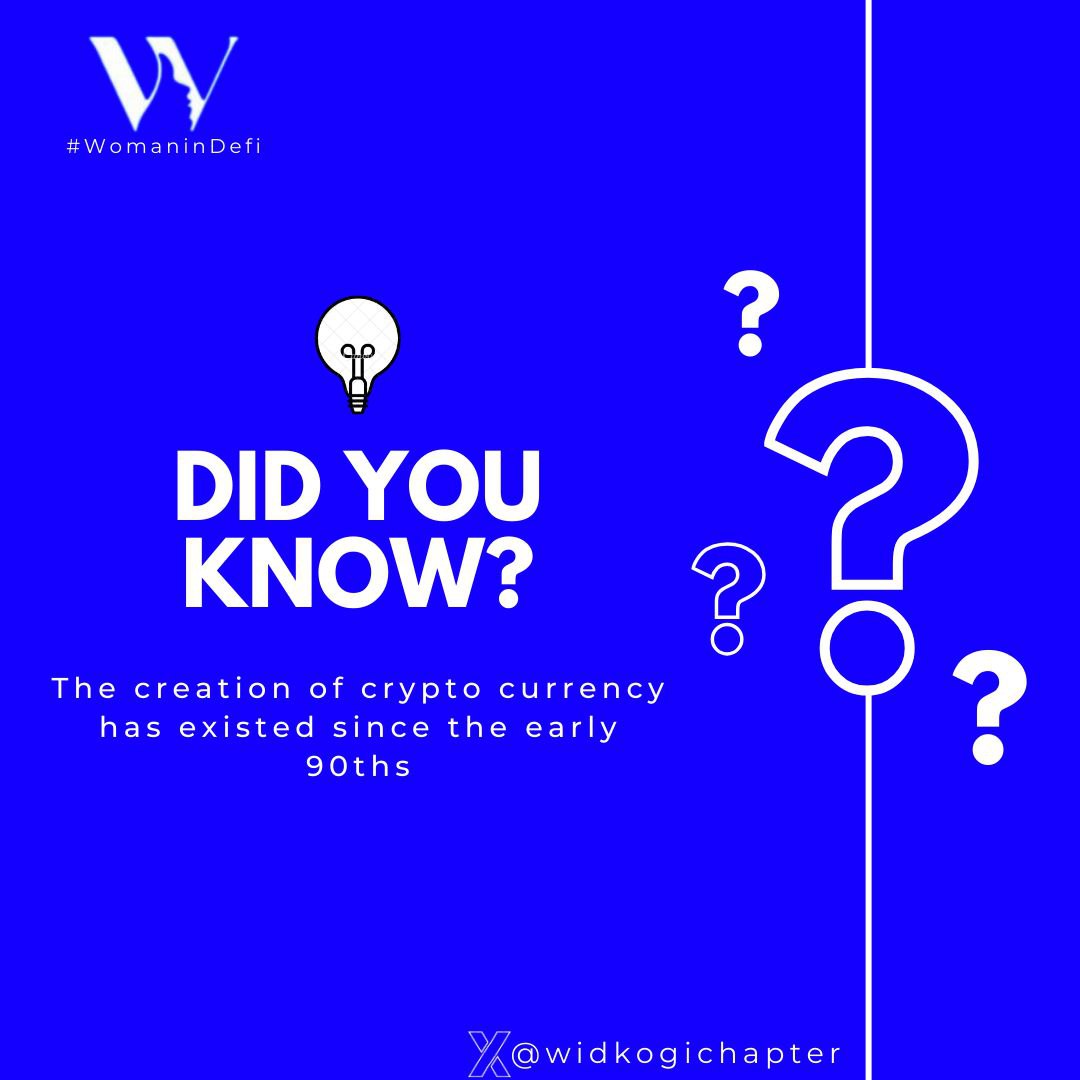 W
#WomaninDefi
DID YOU
KNOW?
The creation of crypto currency
has existed since the early
90ths
X@widkogichapter